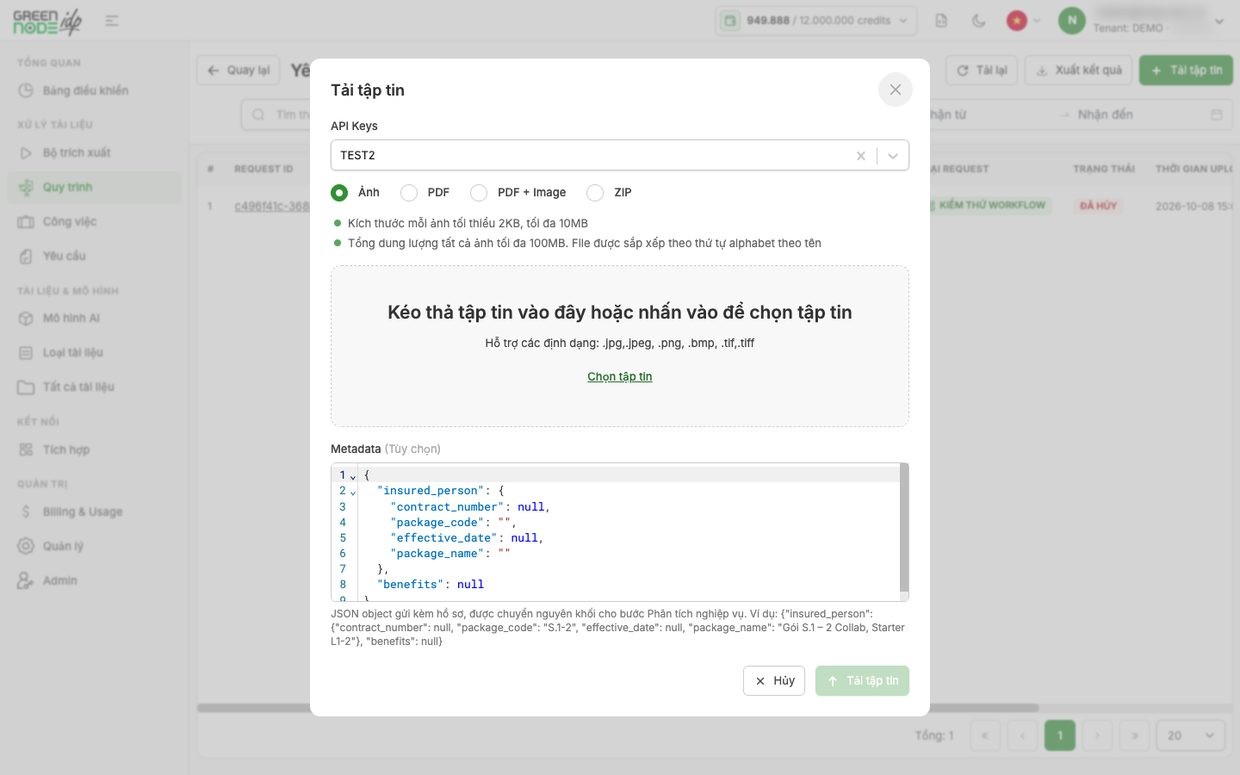 GREEN NODE idp
949.888 / 12.000.000 credits
N
Tenant: DEMO
TỔNG QUAN
Bảng điều khiển
XỬ LÝ TÀI LIỆU
Bộ trích xuất
Quy trình
Công việc
Yêu cầu
TÀI LIỆU & MÔ HÌNH
Mô hình AI
Loại tài liệu
Tất cả tài liệu
KẾT NỐI
Tích hợp
QUẢN TRỊ
Billing & Usage
Quản lý
Admin
Quay lại
Tải lại
Xuất kết quả
+ Tải tập tin
Đến
# REQUEST ID
REQUEST TRẠNG THÁI
1 c496f41c-368
KIỂM THỬ WORKFLOW ĐÃ HỦY
Tổng: 1
« ‹ 1 › » 20
Tải tập tin
API Keys
TEST2
Ảnh PDF PDF + Image ZIP
Kích thước mỗi ảnh tối thiểu 2KB, tối đa 10MB
Tổng dung lượng tất cả ảnh tối đa 100MB. File được sắp xếp theo thứ tự alphabet theo tên
Kéo thả tập tin vào đây hoặc nhấn vào để chọn tập tin
Hỗ trợ các định dạng: .jpg,.jpeg, .png, .bmp, .tif,.tiff
Chọn tập tin
Metadata (Tùy chọn)
1 {
2 "insured_person": {
3 "contract_number": null,
4 "package_code": "",
5 "effective_date": null,
6 "package_name": ""
7 },
8 "benefits": null
9 }
JSON object gửi kèm hồ sơ, được chuyển nguyên khối cho bước Phân tích nghiệp vụ. Ví dụ: {"insured_person":
{"contract_number": null, "package_code": "S.1-2", "effective_date": null, "package_name": "Gói S.1 – 2 Collab, Starter
L1-2"}, "benefits": null}
Hủy
Tải tập tin